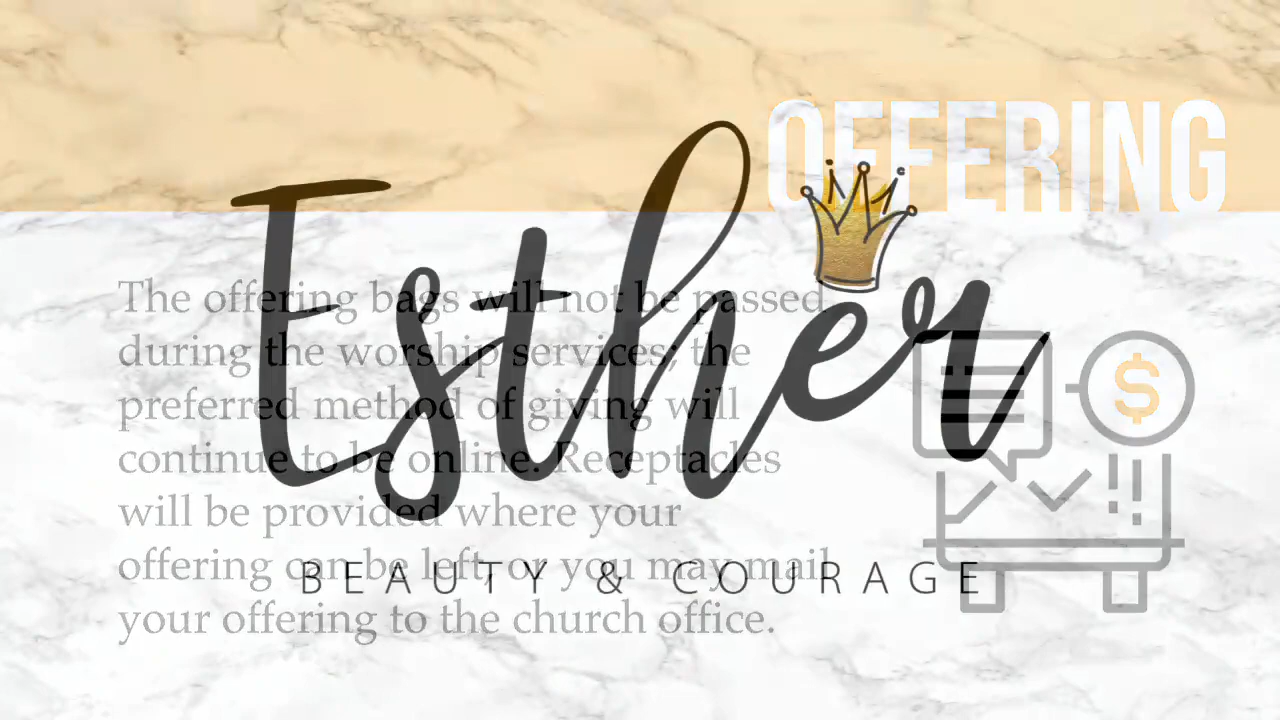 OFFERING
Esther
BEAUTY & COURAGE
The offering bags will not be passed
during the worship services, the
preferred method of giving will
continue to be online. Receptacles
will be provided where your
offering can be left, or you may mail
your offering to the church office.
$